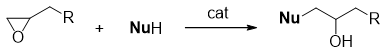 R + NuH cat Nu R
O OH